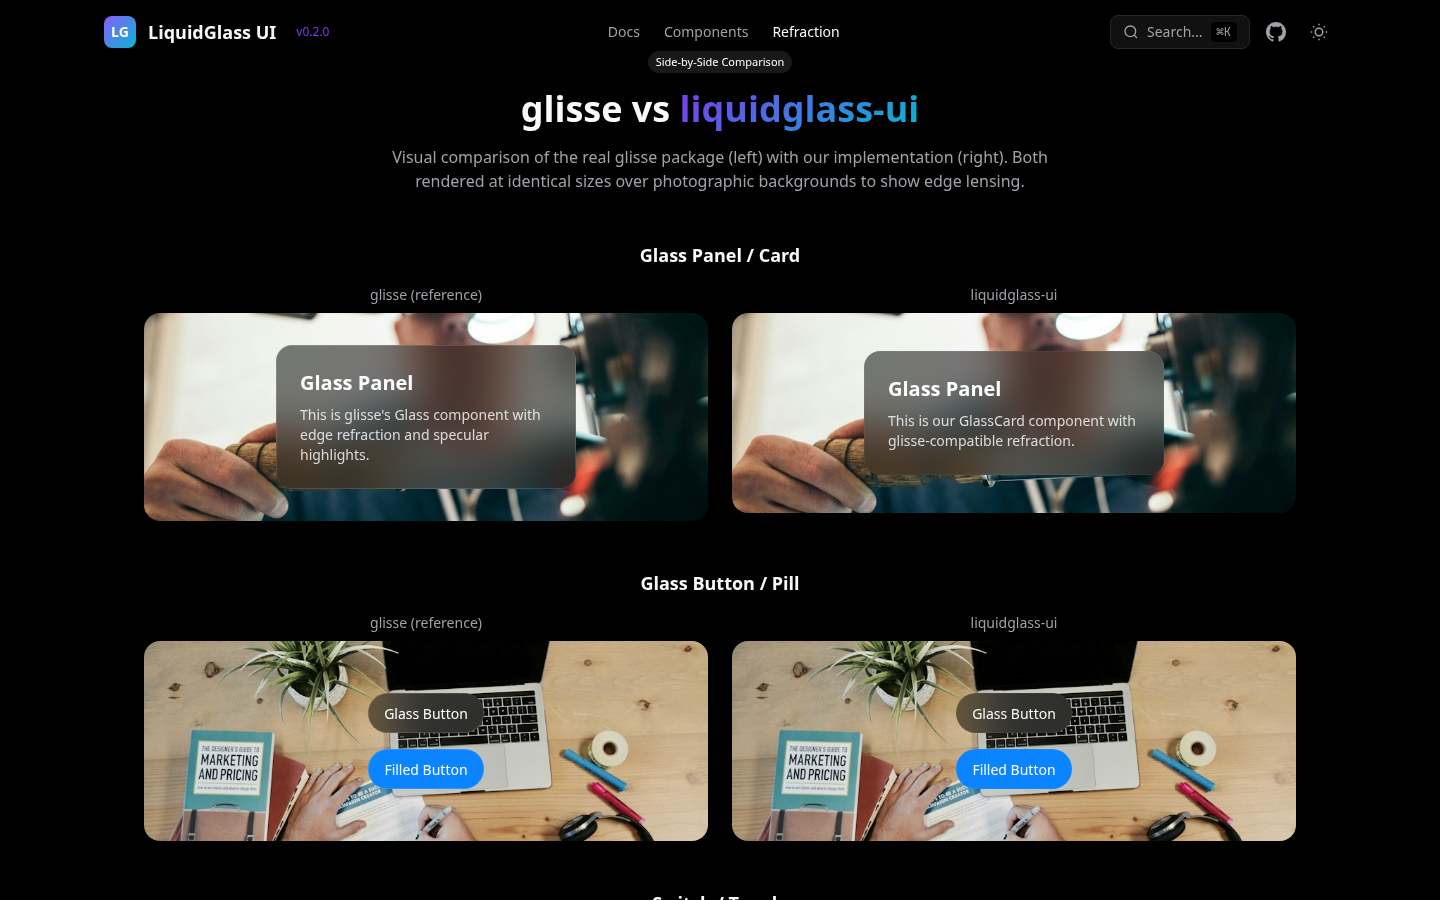 LG LiquidGlass UI v0.2.0 Docs Components Refraction Search... ⌘K
Side-by-Side Comparison
glisse vs liquidglass-ui
Visual comparison of the real glisse package (left) with our implementation (right). Both
rendered at identical sizes over photographic backgrounds to show edge lensing.
Glass Panel / Card
glisse (reference)
Glass Panel
This is glisse's Glass component with
edge refraction and specular
highlights.
liquidglass-ui
Glass Panel
This is our GlassCard component with
glisse-compatible refraction.
Glass Button / Pill
glisse (reference)
Glass Button
Filled Button
THE DESIGNER'S GUIDE TO
MARKETING
AND PRICING
liquidglass-ui
Glass Button
Filled Button
THE DESIGNER'S GUIDE TO
MARKETING
AND PRICING